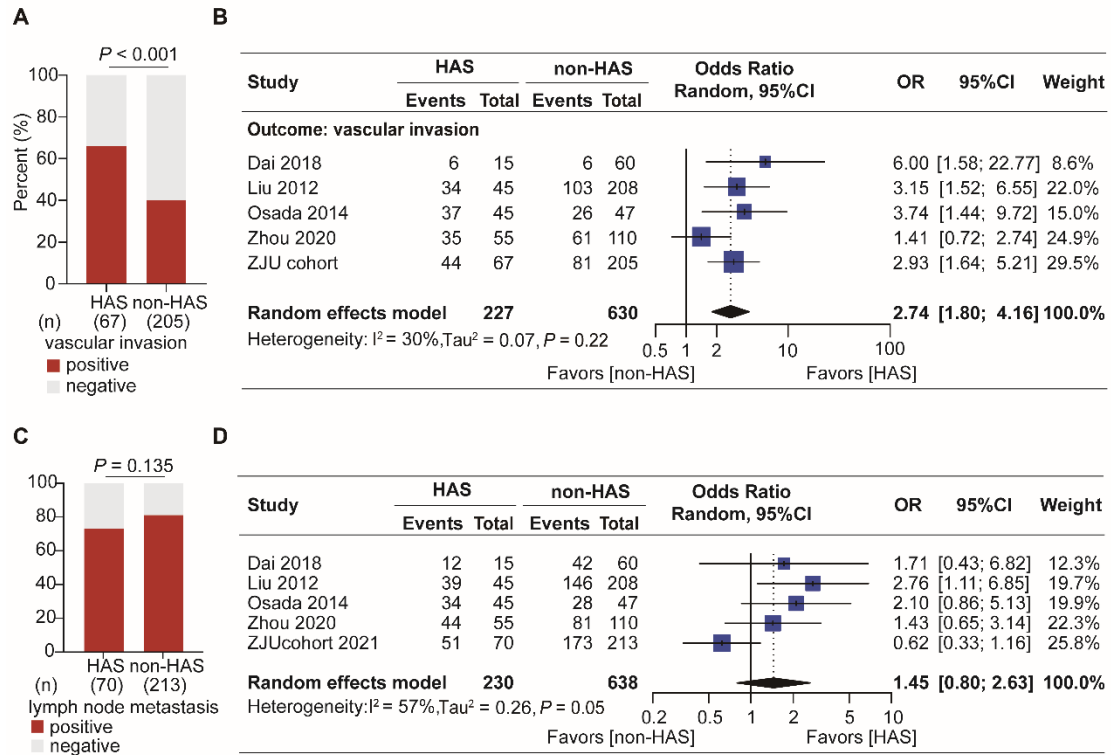 A
P < 0.001
100
80
60
40
20
0
Percent (%)
HAS non-HAS
(n) (67) (205)
vascular invasion
positive
negative
B
Study HAS non-HAS Odds Ratio OR 95%CI Weight
Events Total Events Total Random, 95%CI
Outcome: vascular invasion
Dai 2018 6 15 6 60 6.00 [1.58; 22.77] 8.6%
Liu 2012 34 45 103 208 3.15 [1.52; 6.55] 22.0%
Osada 2014 37 45 26 47 3.74 [1.44; 9.72] 15.0%
Zhou 2020 35 55 61 110 1.41 [0.72; 2.74] 24.9%
ZJU cohort 44 67 81 205 2.93 [1.64; 5.21] 29.5%
Random effects model 227 630 2.74 [1.80; 4.16] 100.0%
Heterogeneity: I² = 30%,Tau² = 0.07, P = 0.22
0.5 1 2 10 100
Favors [non-HAS] Favors [HAS]
C
P = 0.135
100
80
60
40
20
0
HAS non-HAS
(n) (70) (213)
lymph node metastasis
positive
negative
D
Study HAS non-HAS Odds Ratio OR 95%CI Weight
Events Total Events Total Random, 95%CI
Dai 2018 12 15 42 60 1.71 [0.43; 6.82] 12.3%
Liu 2012 39 45 146 208 2.76 [1.11; 6.85] 19.7%
Osada 2014 34 45 28 47 2.10 [0.86; 5.13] 19.9%
Zhou 2020 44 55 81 110 1.43 [0.65; 3.14] 22.3%
ZJUcohort 2021 51 70 173 213 0.62 [0.33; 1.16] 25.8%
Random effects model 230 638 1.45 [0.80; 2.63] 100.0%
Heterogeneity:I² = 57%,Tau² = 0.26, P = 0.05
0.2 0.5 1 2 5 10
Favors [non-HAS] Favors [HAS]